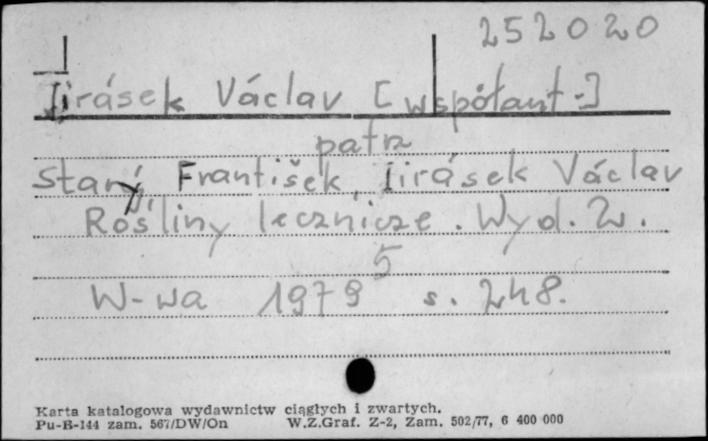 252020
Jirásek Václav [współaut.]
patrz
Starý František, Jirásek Václav
Rośliny lecznicze. Wyd. 2.
5
W-wa 1979 s. 248.
Karta katalogowa wydawnictw ciągłych i zwartych.
Pu-B-144 zam. 567/DW/On W.Z.Graf. Z-2, Zam. 502/77, 6 400 000